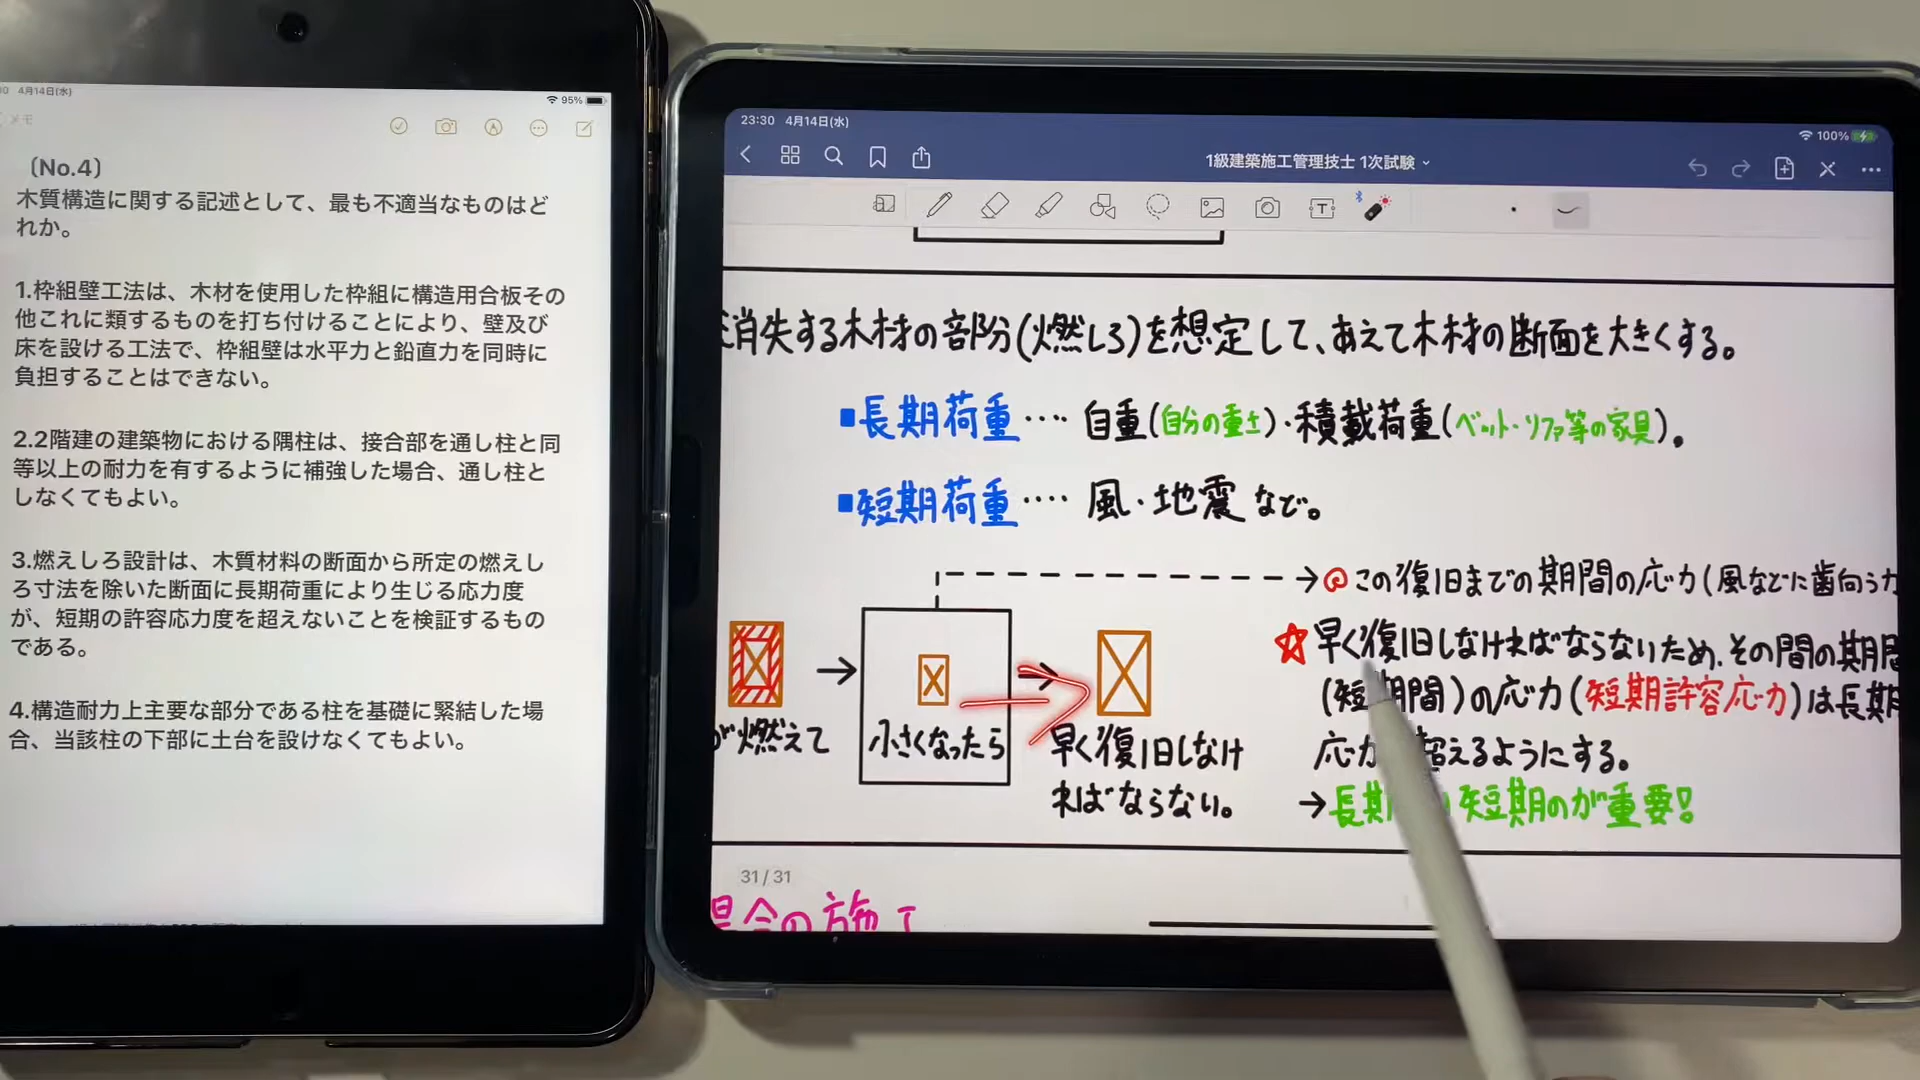 4月14日(水)
95%
メモ
〔No.4〕
木質構造に関する記述として、最も不適当なものはど
れか。
1.枠組壁工法は、木材を使用した枠組に構造用合板その
他これに類するものを打ち付けることにより、壁及び
床を設ける工法で、枠組壁は水平力と鉛直力を同時に
負担することはできない。
2.2階建の建築物における隅柱は、接合部を通し柱と同
等以上の耐力を有するように補強した場合、通し柱と
しなくてもよい。
3.燃えしろ設計は、木質材料の断面から所定の燃えし
ろ寸法を除いた断面に長期荷重により生じる応力度
が、短期の許容応力度を超えないことを検証するもの
である。
4.構造耐力上主要な部分である柱を基礎に緊結した場
合、当該柱の下部に土台を設けなくてもよい。
23:30 4月14日(水)
100%
1級建築施工管理技士 1次試験
消失する木材の部分(燃しろ)を想定して、あえて木材の断面を大きくする。
■長期荷重‥‥ 自重(自分の重さ)・積載荷重(ベット・ソファ等の家具)。
■短期荷重‥‥ 風・地震など。
この復旧までの期間の応力(風などに歯向う力
☆早く復旧しなければならないため、その間の期間
(短期間)の応力(短期許容応力)は長期
応力 超えるようにする。
→長期 短期のが重要!
が燃えて
小さくなったら
早く復旧しなけ
ればならない。
31/31
場合の施工